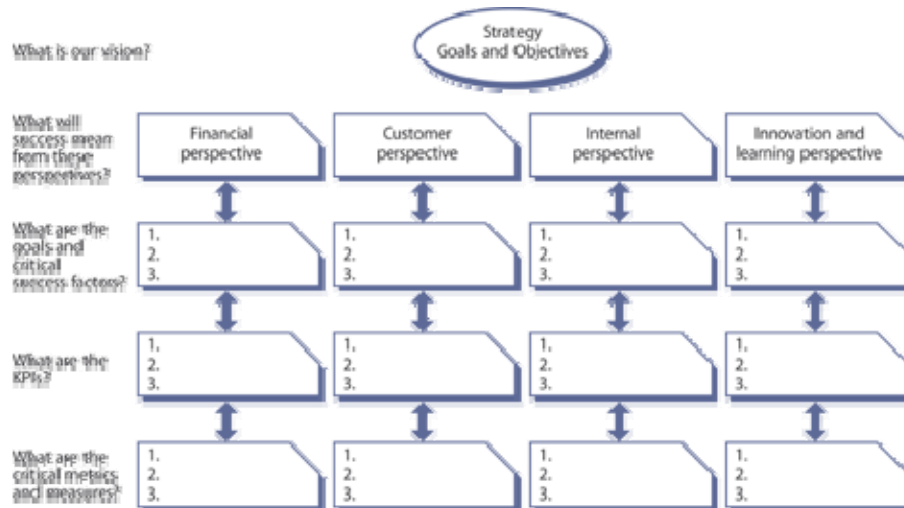 What is our vision?
Strategy
Goals and Objectives
What will
success mean
from these
perspectives?
Financial
perspective
Customer
perspective
Internal
perspective
Innovation and
learning perspective
What are the
goals and
critical
success factors?
1.
2.
3.
1.
2.
3.
1.
2.
3.
1.
2.
3.
What are the
KPIs?
1.
2.
3.
1.
2.
3.
1.
2.
3.
1.
2.
3.
What are the
critical metrics
and measures?
1.
2.
3.
1.
2.
3.
1.
2.
3.
1.
2.
3.